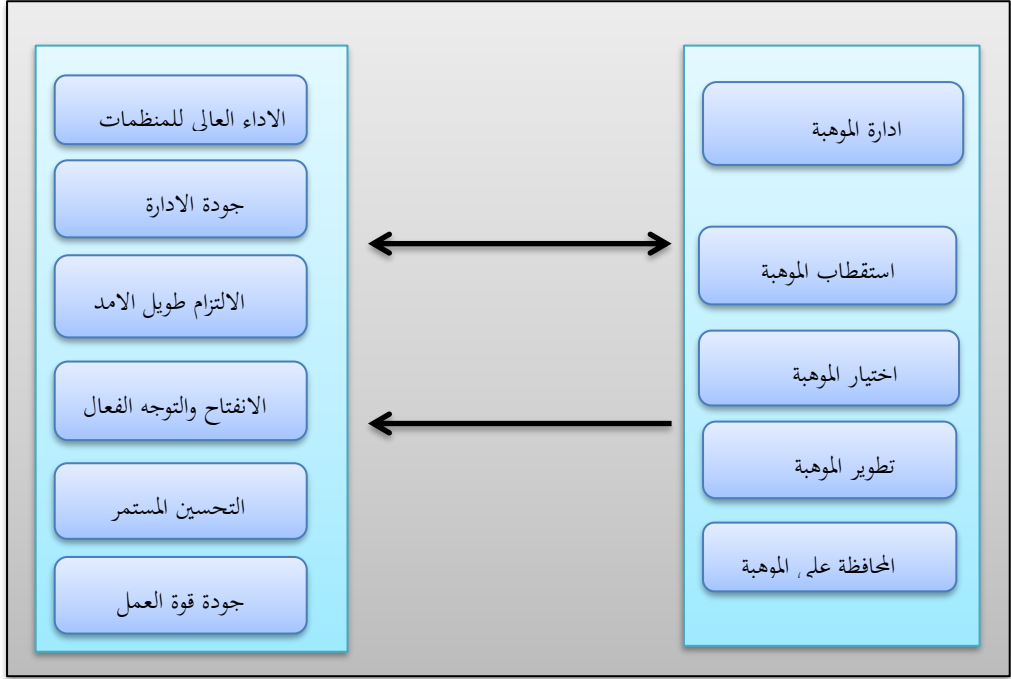 ادارة الموهبة
استقطاب الموهبة
اختيار الموهبة
تطوير الموهبة
المحافظة على الموهبة
الاداء العالي للمنظمات
جودة الادارة
الالتزام طويل الامد
الانفتاح والتوجه الفعال
التحسين المستمر
جودة قوة العمل